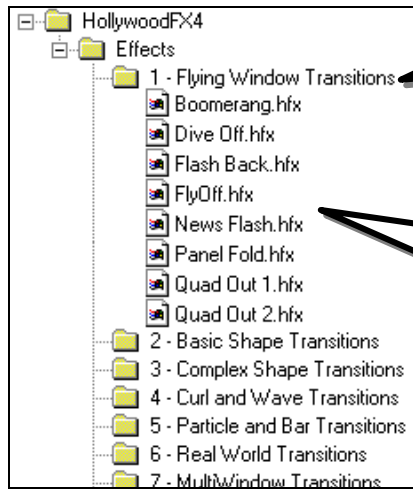 HollywoodFX4
Effects
1 - Flying Window Transitions
Boomerang.hfx
Dive Off.hfx
Flash Back.hfx
FlyOff.hfx
News Flash.hfx
Panel Fold.hfx
Quad Out 1.hfx
Quad Out 2.hfx
2 - Basic Shape Transitions
3 - Complex Shape Transitions
4 - Curl and Wave Transitions
5 - Particle and Bar Transitions
6 - Real World Transitions
7 - MultiWindow Transitions